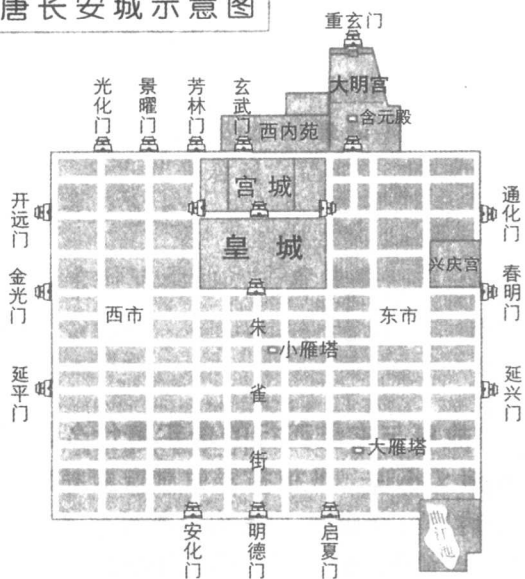 唐长安城示意图
重玄门
大明宫
含元殿
光化门
景曜门
芳林门
玄武门
西内苑
宫城
皇城
开远门
金光门
延平门
通化门
兴庆宫
春明门
延兴门
西市
东市
朱雀街
小雁塔
大雁塔
曲江池
安化门
明德门
启夏门